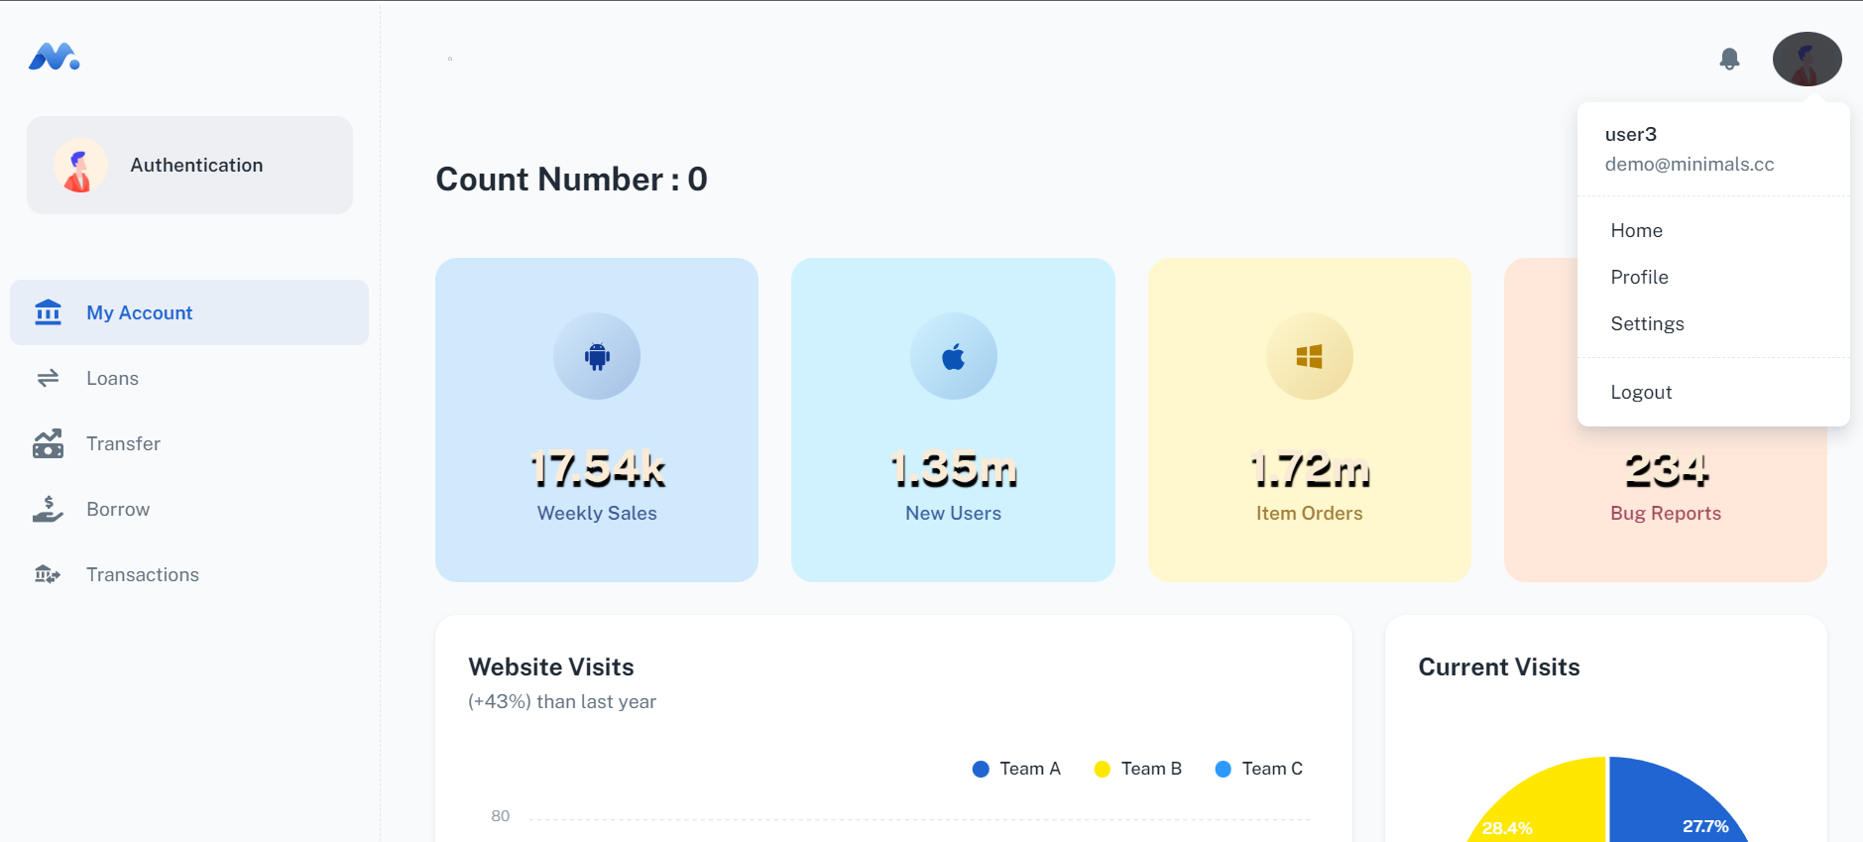 Authentication
My Account
Loans
Transfer
Borrow
Transactions
Count Number : 0
user3
demo@minimals.cc
Home
Profile
Settings
Logout
17.54k
Weekly Sales
1.35m
New Users
1.72m
Item Orders
234
Bug Reports
Website Visits
(+43%) than last year
Team A
Team B
Team C
80
Current Visits
28.4%
27.7%